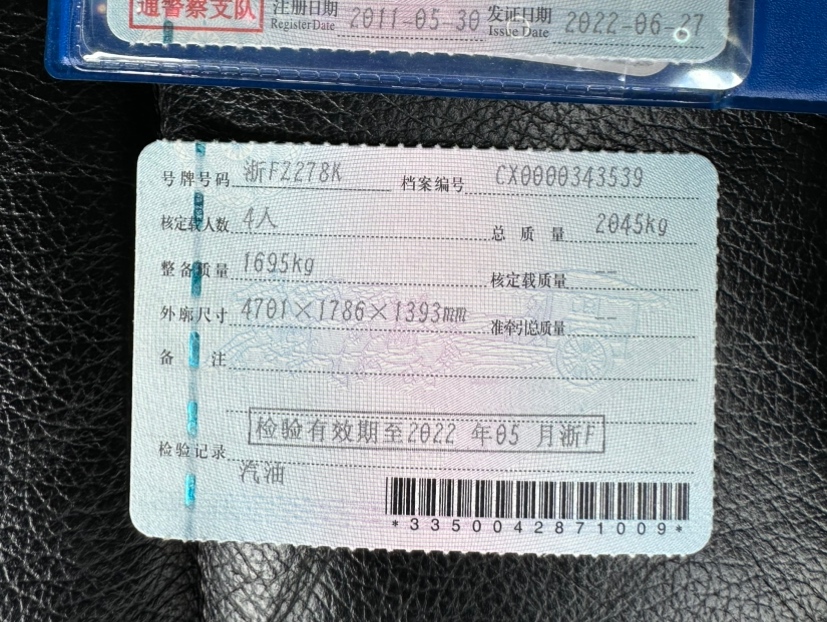 通警察支队
注册日期 2011-05-30 发证日期 2022-06-27
Register Date Issue Date
号牌号码 浙FZ278K 档案编号 CX0000343539
核定载人数 4人 总质量 2045kg
整备质量 1695kg 核定载质量 --
外廓尺寸 4701×1786×1393mm 准牵引总质量 --
备注
检验有效期至2022 年05 月浙F
检验记录
汽油
*3350042871009*